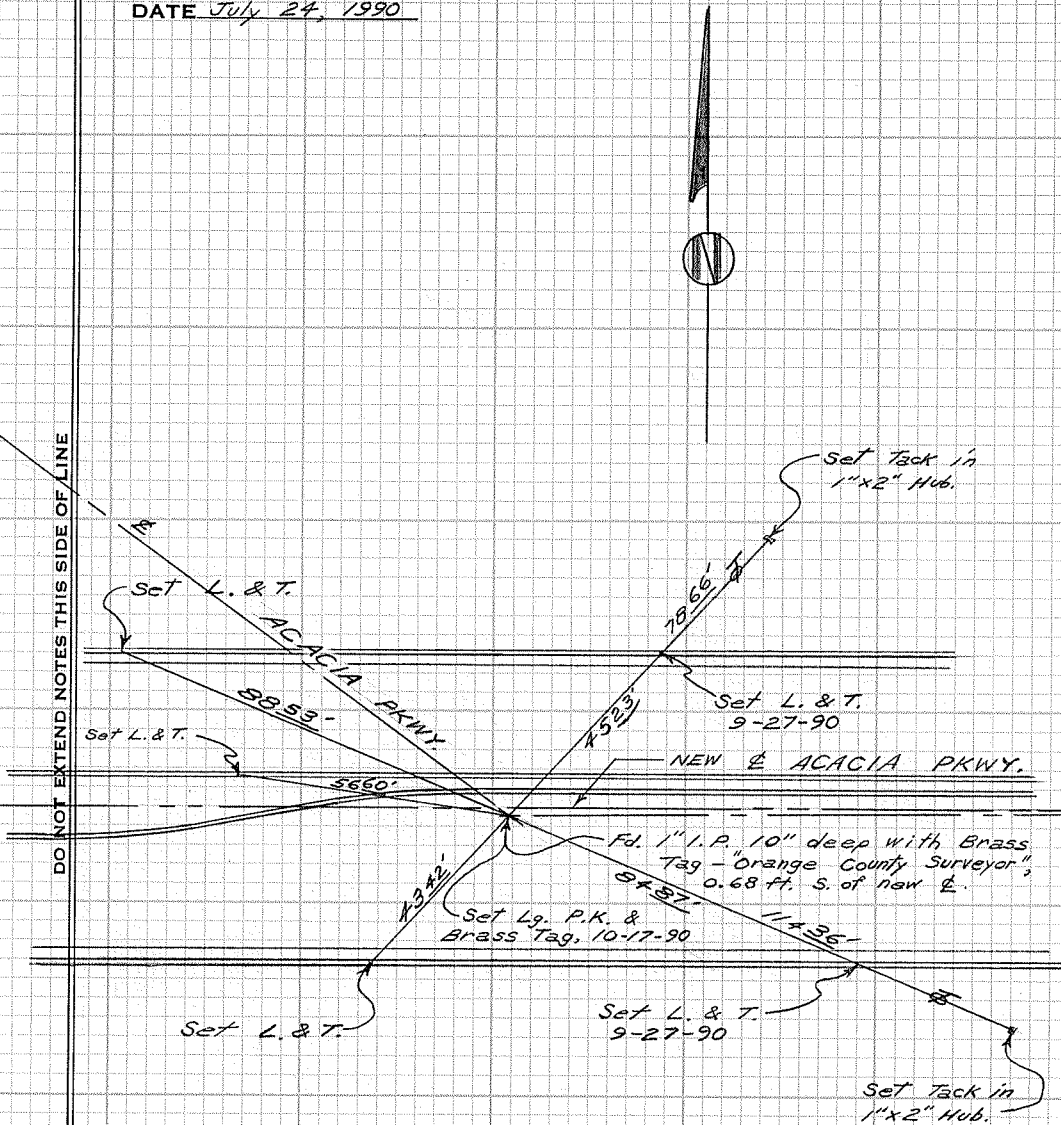 DATE July 24, 1990
DO NOT EXTEND NOTES THIS SIDE OF LINE
Set Tack in
1"x2" Hub.
℄
Set L. & T.
78.66'
ACACIA PKWY.
88.53'
Set L. & T.
9-27-90
45.23'
Set L. & T.
NEW ℄ ACACIA PKWY.
56.60'
Fd. 1" I.P. 10" deep with Brass
Tag - "Orange County Surveyor",
0.68 ft. S. of new ℄.
43.42'
84.87'
114.36'
Set Lg. P.K. &
Brass Tag, 10-17-90
Set L. & T.
Set L. & T.
9-27-90
Set Tack in
1"x2" Hub.